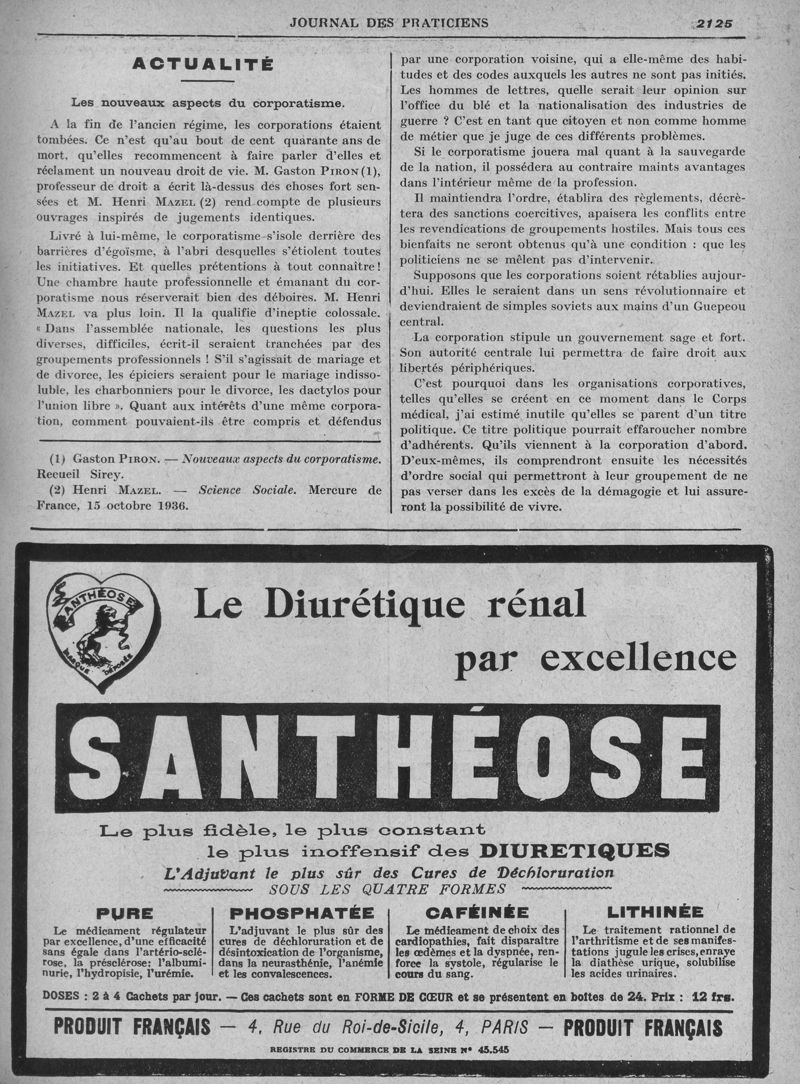 JOURNAL DES PRATICIENS
2125
ACTUALITÉ
Les nouveaux aspects du corporatisme.
A la fin de l'ancien régime, les corporations étaient
tombées. Ce n'est qu'au bout de cent quarante ans de
mort, qu'elles recommencent à faire parler d'elles et
réclament un nouveau droit de vie. M. Gaston PIRON (1),
professeur de droit a écrit là-dessus des choses fort sen-
sées et M. Henri MAZEL (2) rend compte de plusieurs
ouvrages inspirés de jugements identiques.
Livré à lui-même, le corporatisme s'isole derrière des
barrières d'égoïsme, à l'abri desquelles s'étiolent toutes
les initiatives. Et quelles prétentions à tout connaître !
Une chambre haute professionnelle et émanant du cor-
poratisme nous réserverait bien des déboires. M. Henri
MAZEL va plus loin. Il la qualifie d'ineptie colossale.
« Dans l'assemblée nationale, les questions les plus
diverses, difficiles, écrit-il seraient tranchées par des
groupements professionnels ! S'il s'agissait de mariage et
de divorce, les épiciers seraient pour le mariage indisso-
luble, les charbonniers pour le divorce, les dactylos pour
l'union libre ». Quant aux intérêts d'une même corpora-
tion, comment pouvaient-ils être compris et défendus
(1) Gaston PIRON. — Nouveaux aspects du corporatisme.
Recueil Sirey.
(2) Henri MAZEL. — Science Sociale. Mercure de
France, 15 octobre 1936.
par une corporation voisine, qui a elle-même des habi-
tudes et des codes auxquels les autres ne sont pas initiés.
Les hommes de lettres, quelle serait leur opinion sur
l'office du blé et la nationalisation des industries de
guerre ? C'est en tant que citoyen et non comme homme
de métier que je juge de ces différents problèmes.
Si le corporatisme jouera mal quant à la sauvegarde
de la nation, il possédera au contraire maints avantages
dans l'intérieur même de la profession.
Il maintiendra l'ordre, établira des règlements, décrè-
tera des sanctions coercitives, apaisera les conflits entre
les revendications de groupements hostiles. Mais tous ces
bienfaits ne seront obtenus qu'à une condition : que les
politiciens ne se mêlent pas d'intervenir.
Supposons que les corporations soient rétablies aujour-
d'hui. Elles le seraient dans un sens révolutionnaire et
deviendraient de simples soviets aux mains d'un Guepeou
central.
La corporation stipule un gouvernement sage et fort.
Son autorité centrale lui permettra de faire droit aux
libertés périphériques.
C'est pourquoi dans les organisations corporatives,
telles qu'elles se créent en ce moment dans le Corps
médical, j'ai estimé inutile qu'elles se parent d'un titre
politique. Ce titre politique pourrait effaroucher nombre
d'adhérents. Qu'ils viennent à la corporation d'abord.
D'eux-mêmes, ils comprendront ensuite les nécessités
d'ordre social qui permettront à leur groupement de ne
pas verser dans les excès de la démagogie et lui assure-
ront la possibilité de vivre.
SANTHÉOSE
MARQUE DÉPOSÉE
Le Diurétique rénal
par excellence
SANTHÉOSE
Le plus fidèle, le plus constant
le plus inoffensif des DIURETIQUES
L'Adjuvant le plus sûr des Cures de Déchloruration
SOUS LES QUATRE FORMES
PURE
Le médicament régulateur
par excellence, d'une efficacité
sans égale dans l'artério-sclé-
rose, la présclérose; l'albumi-
nurie, l'hydropisie, l'urémie.
PHOSPHATÉE
L'adjuvant le plus sûr des
cures de déchloruration et de
désintoxication de l'organisme,
dans la neurasthénie, l'anémie
et les convalescences.
CAFÉINÉE
Le médicament de choix des
cardiopathies, fait disparaître
les œdèmes et la dyspnée, ren-
force la systole, régularise le
cours du sang.
LITHINÉE
Le traitement rationnel de
l'arthritisme et de ses manifes-
tations jugule les crises, enraye
la diathèse urique, solubilise
les acides urinaires.
DOSES : 2 à 4 Cachets par jour. — Ces cachets sont en FORME DE CŒUR et se présentent en boîtes de 24. Prix : 12 frs.
PRODUIT FRANÇAIS — 4, Rue du Roi-de-Sicile, 4, PARIS — PRODUIT FRANÇAIS
REGISTRE DU COMMERCE DE LA SEINE N° 45.545